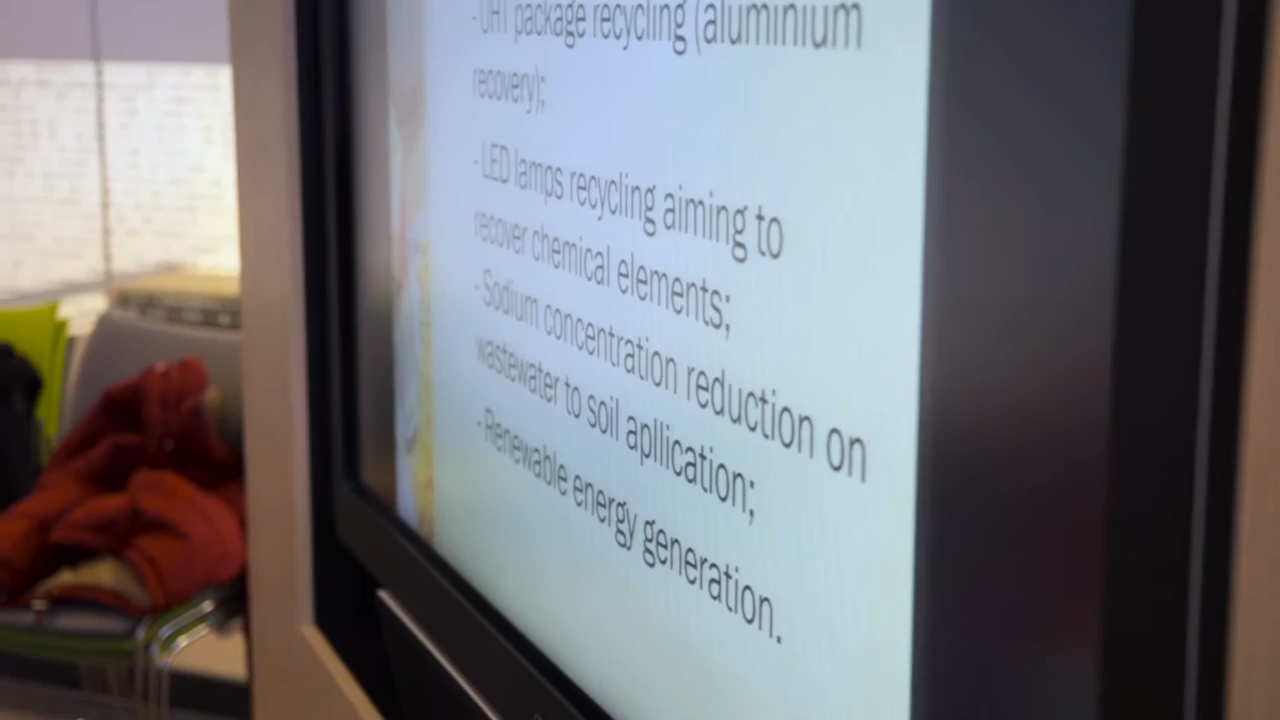 - UHT package recycling (aluminium
recovery);
- LED lamps recycling aiming to
recover chemical elements;
- Sodium concentration reduction on
wastewater to soil apllication;
- Renewable energy generation.